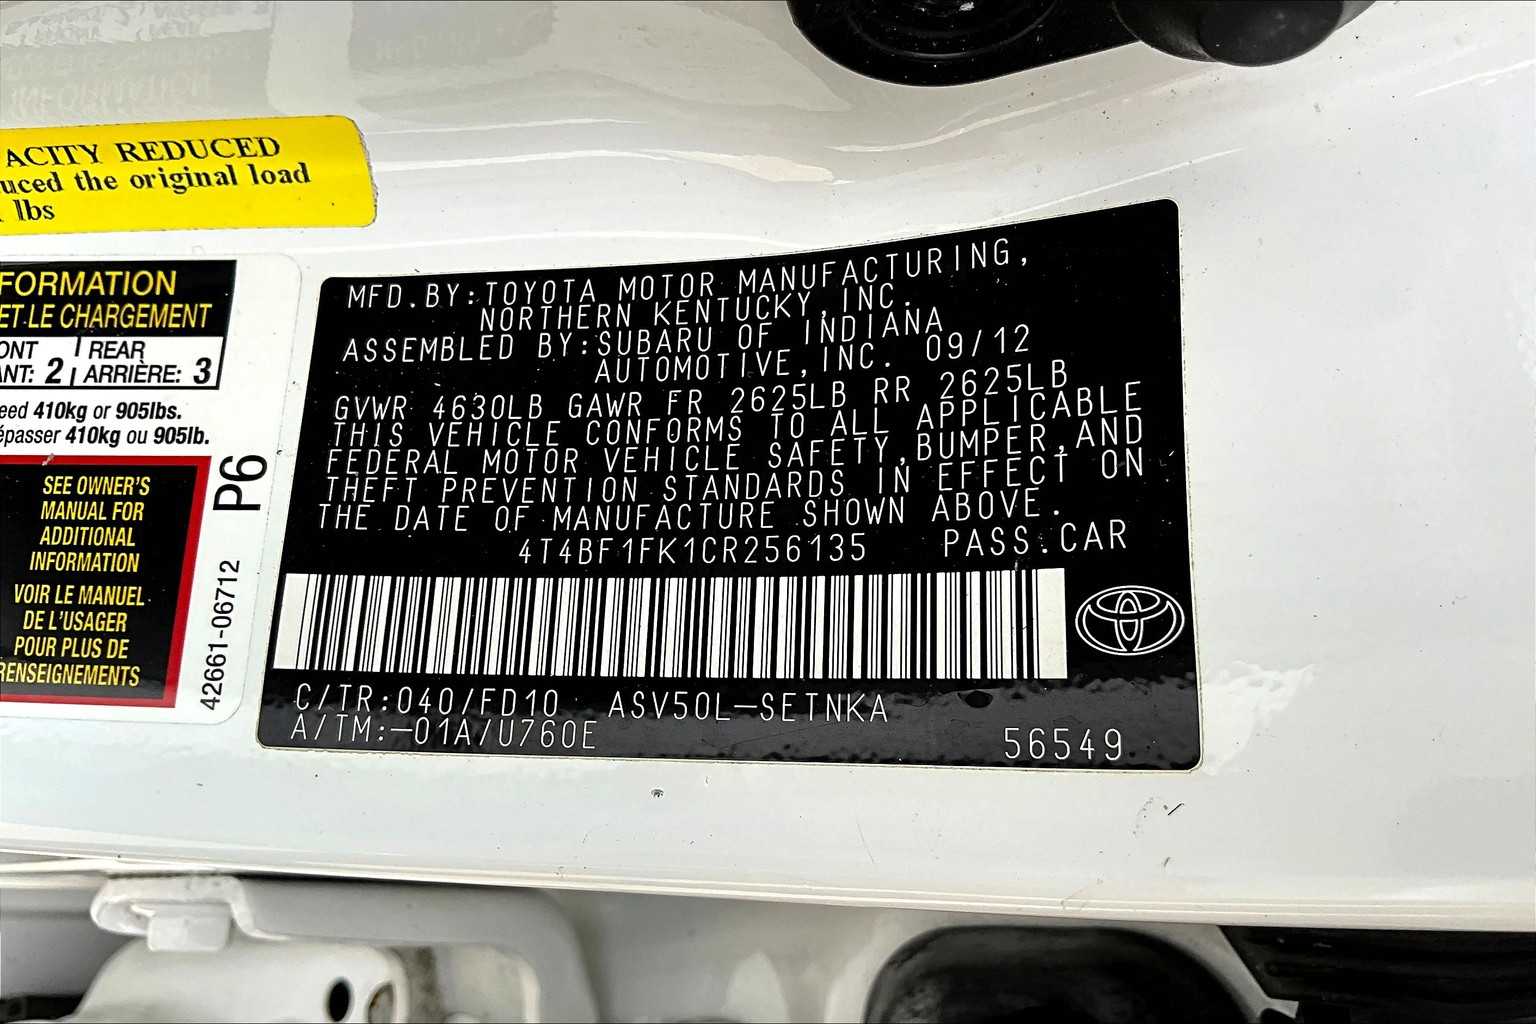 ACITY REDUCED
uced the original load
lbs
FORMATION
ET LE CHARGEMENT
ONT
ANT: 2
REAR
ARRIÈRE: 3
eed 410kg or 905lbs.
épasser 410kg ou 905lb.
SEE OWNER'S
MANUAL FOR
ADDITIONAL
INFORMATION
VOIR LE MANUEL
DE L'USAGER
POUR PLUS DE
RENSEIGNEMENTS
P6
42661-06712
MFD.BY:TOYOTA MOTOR MANUFACTURING,
NORTHERN KENTUCKY,INC.
ASSEMBLED BY:SUBARU OF INDIANA
AUTOMOTIVE,INC. 09/12
GVWR 4630LB GAWR FR 2625LB RR 2625LB
THIS VEHICLE CONFORMS TO ALL APPLICABLE
FEDERAL MOTOR VEHICLE SAFETY,BUMPER,AND
THEFT PREVENTION STANDARDS IN EFFECT ON
THE DATE OF MANUFACTURE SHOWN ABOVE.
4T4BF1FK1CR256135 PASS.CAR
C/TR:040/FD10 ASV50L-SETNKA
A/TM:-01A/U760E
56549